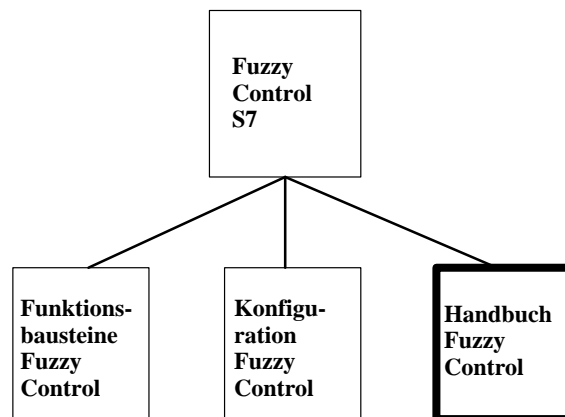 Fuzzy
Control
S7
Funktions-
bausteine
Fuzzy
Control
Konfigu-
ration
Fuzzy
Control
Handbuch
Fuzzy
Control